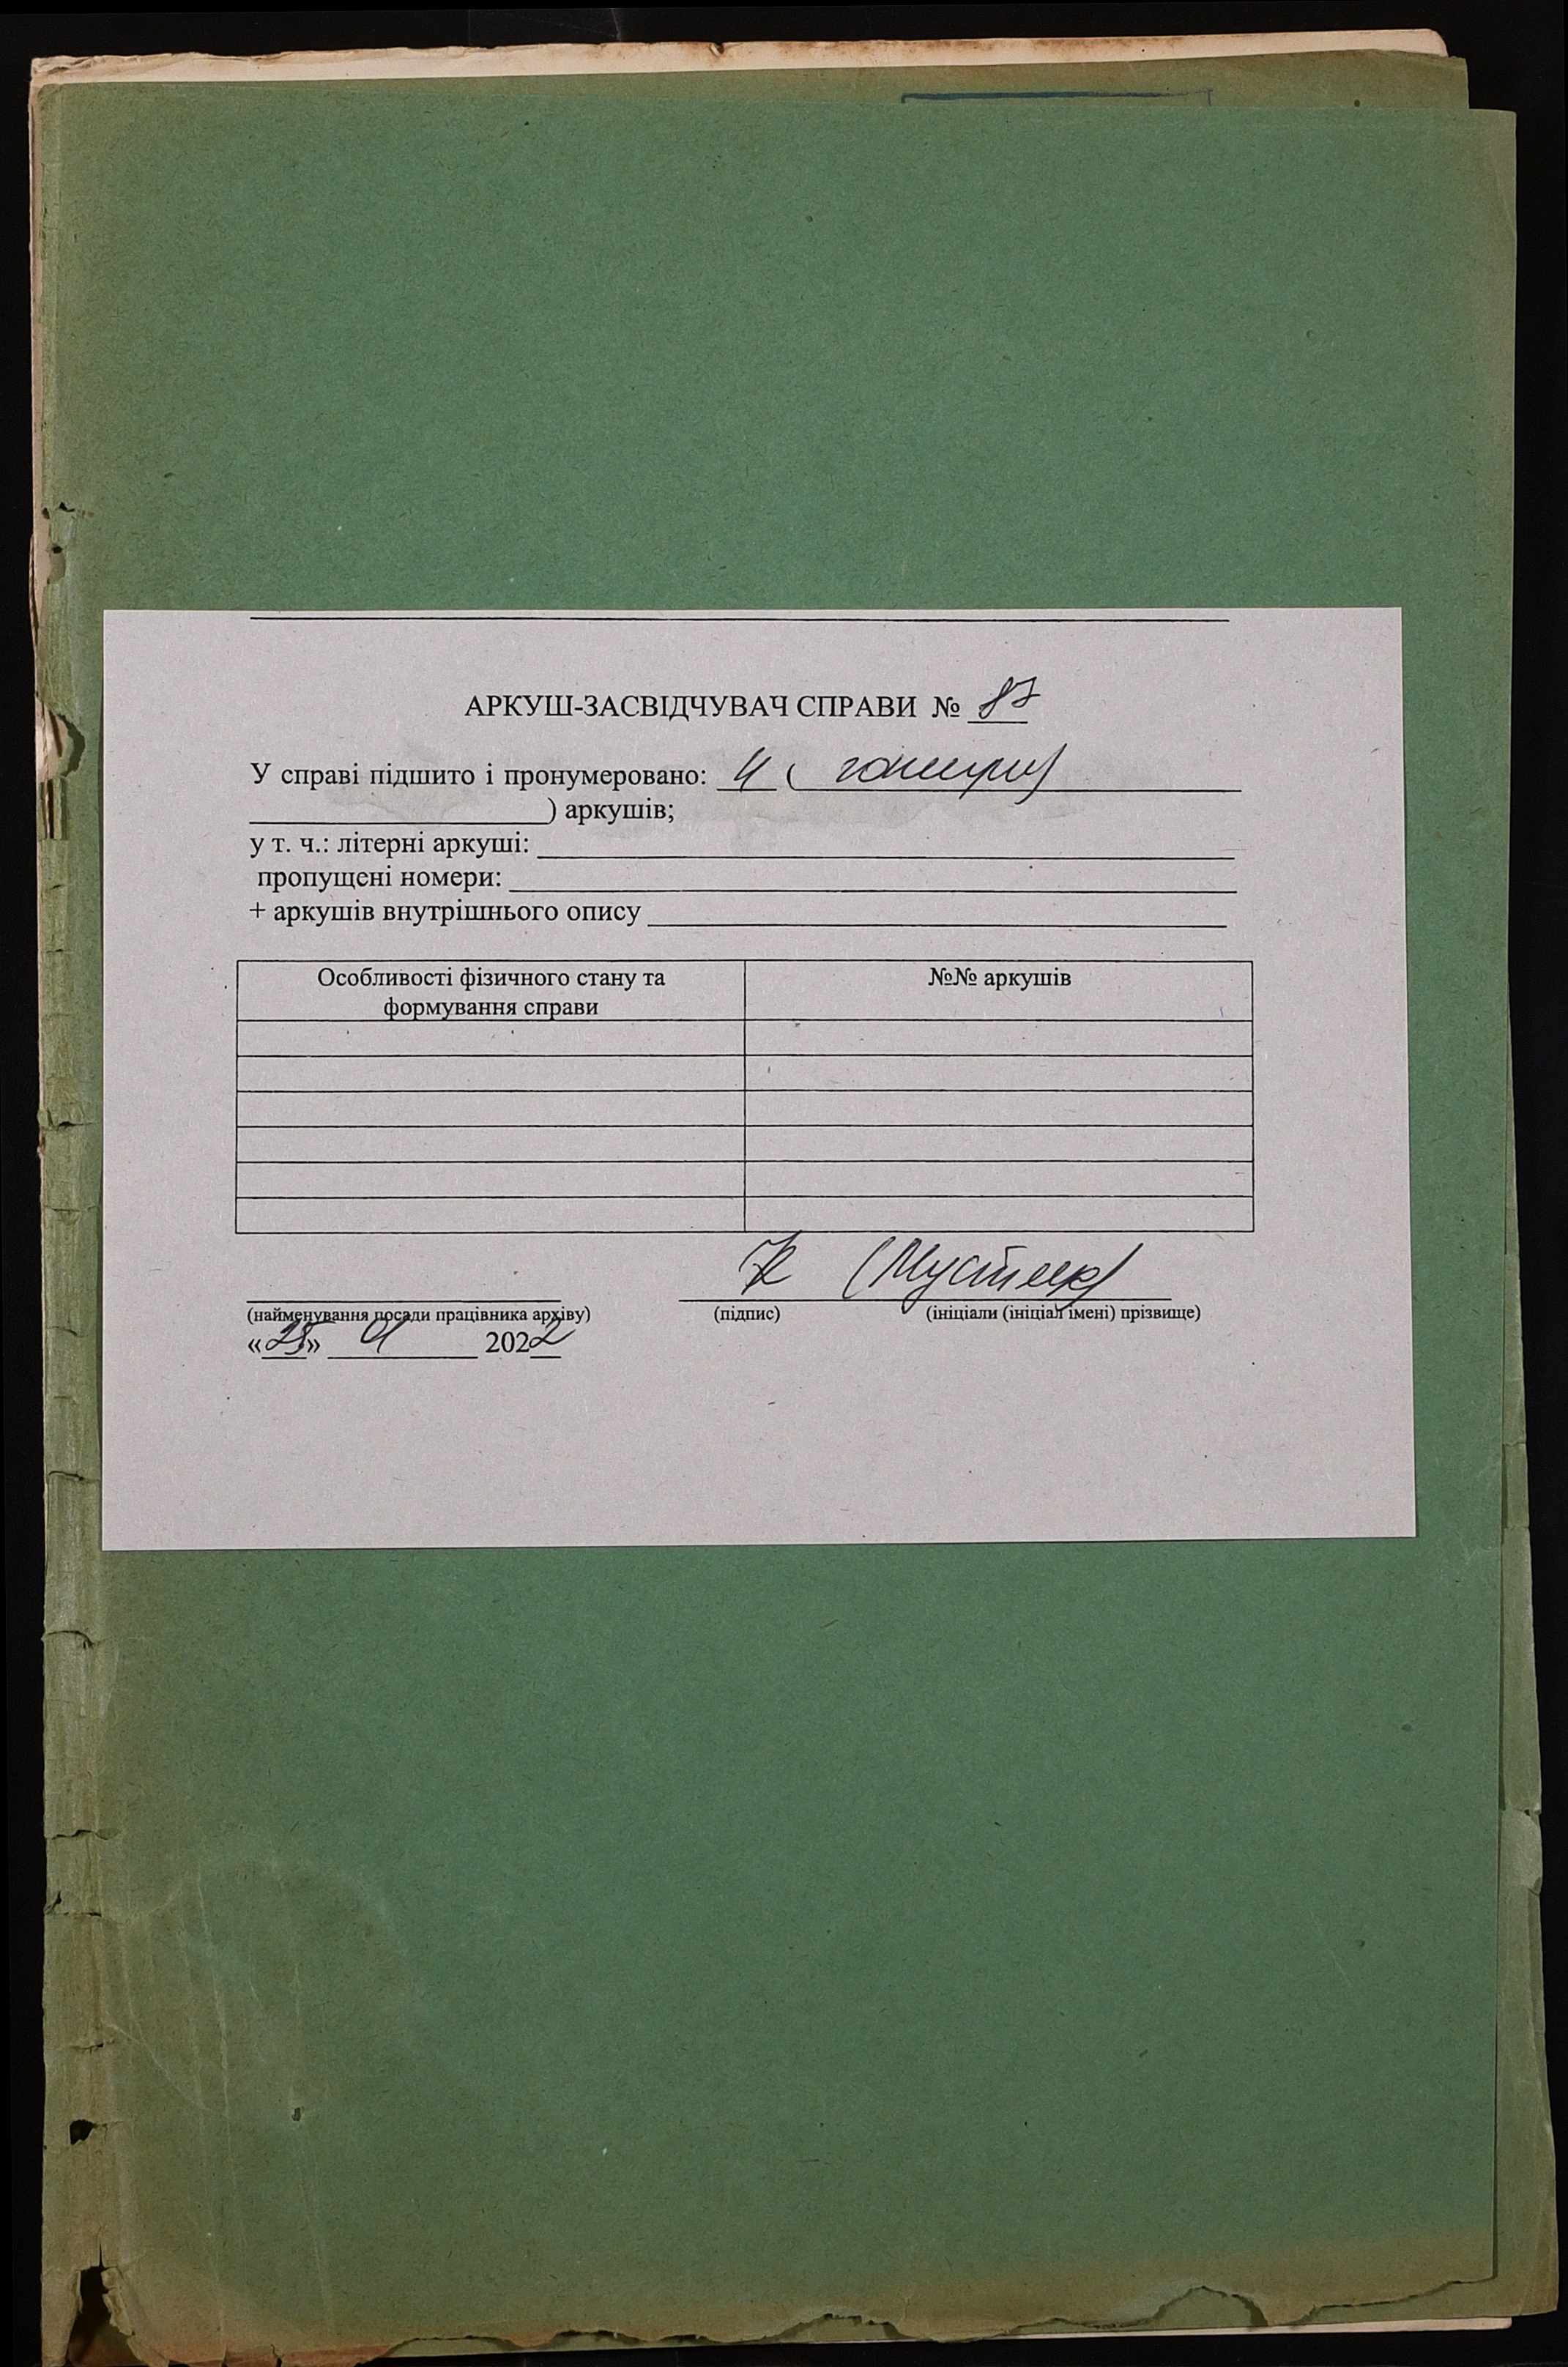 АРКУШ-ЗАСВІДЧУВАЧ СПРАВИ № 87
У справі підшито і пронумеровано: 4 ( чотири)
) аркушів;
у т. ч.: літерні аркуші:
пропущені номери:
+ аркушів внутрішнього опису
Особливості фізичного стану та
формування справи
№№ аркушів
(найменування посади працівника архіву)
(підпис)
(ініціали (ініціал імені) прізвище)
«25» 2022